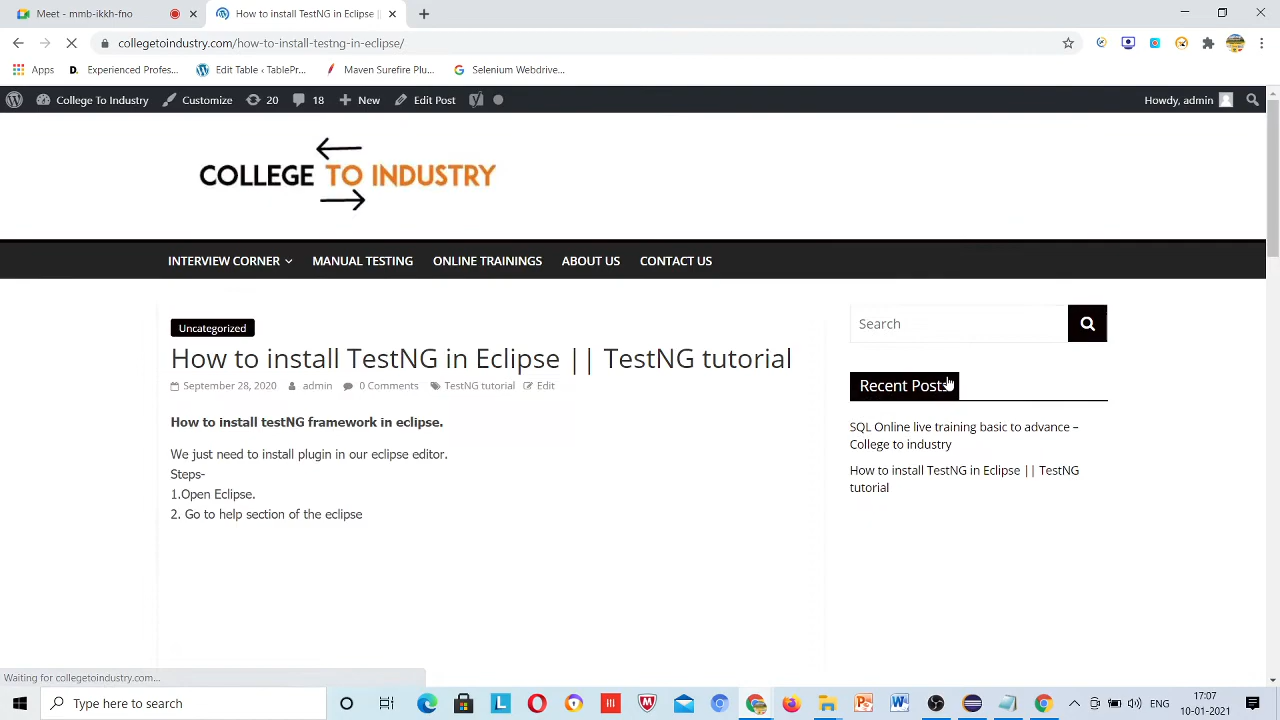 Meet - mmb-ikkh-fno
How to install TestNG in Eclipse |
collegetoindustry.com/how-to-install-testng-in-eclipse/
Apps
D. Experienced Profes...
Edit Table ‹ TablePr...
Maven Surefire Plu...
Selenium Webdrive...
College To Industry
Customize
20
18
New
Edit Post
Howdy, admin
COLLEGE TO INDUSTRY
INTERVIEW CORNER
MANUAL TESTING
ONLINE TRAININGS
ABOUT US
CONTACT US
Uncategorized
Search
How to install TestNG in Eclipse || TestNG tutorial
September 28, 2020
admin
0 Comments
TestNG tutorial
Edit
Recent Posts
How to install testNG framework in eclipse.
SQL Online live training basic to advance –
College to industry
We just need to install plugin in our eclipse editor.
Steps-
How to install TestNG in Eclipse || TestNG
tutorial
1.Open Eclipse.
2. Go to help section of the eclipse
Waiting for collegetoindustry.com...
Type here to search
ENG
17:07
10-01-2021